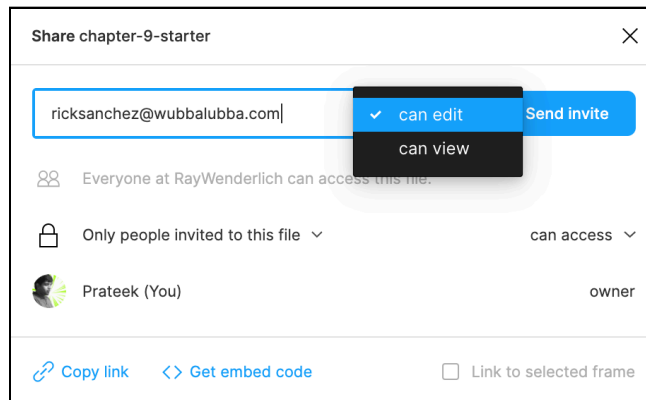 Share chapter-9-starter
ricksanchez@wubbalubba.com
can edit
Send invite
can view
Everyone at RayWenderlich can access this file.
Only people invited to this file
can access
Prateek (You)
owner
Copy link
Get embed code
Link to selected frame